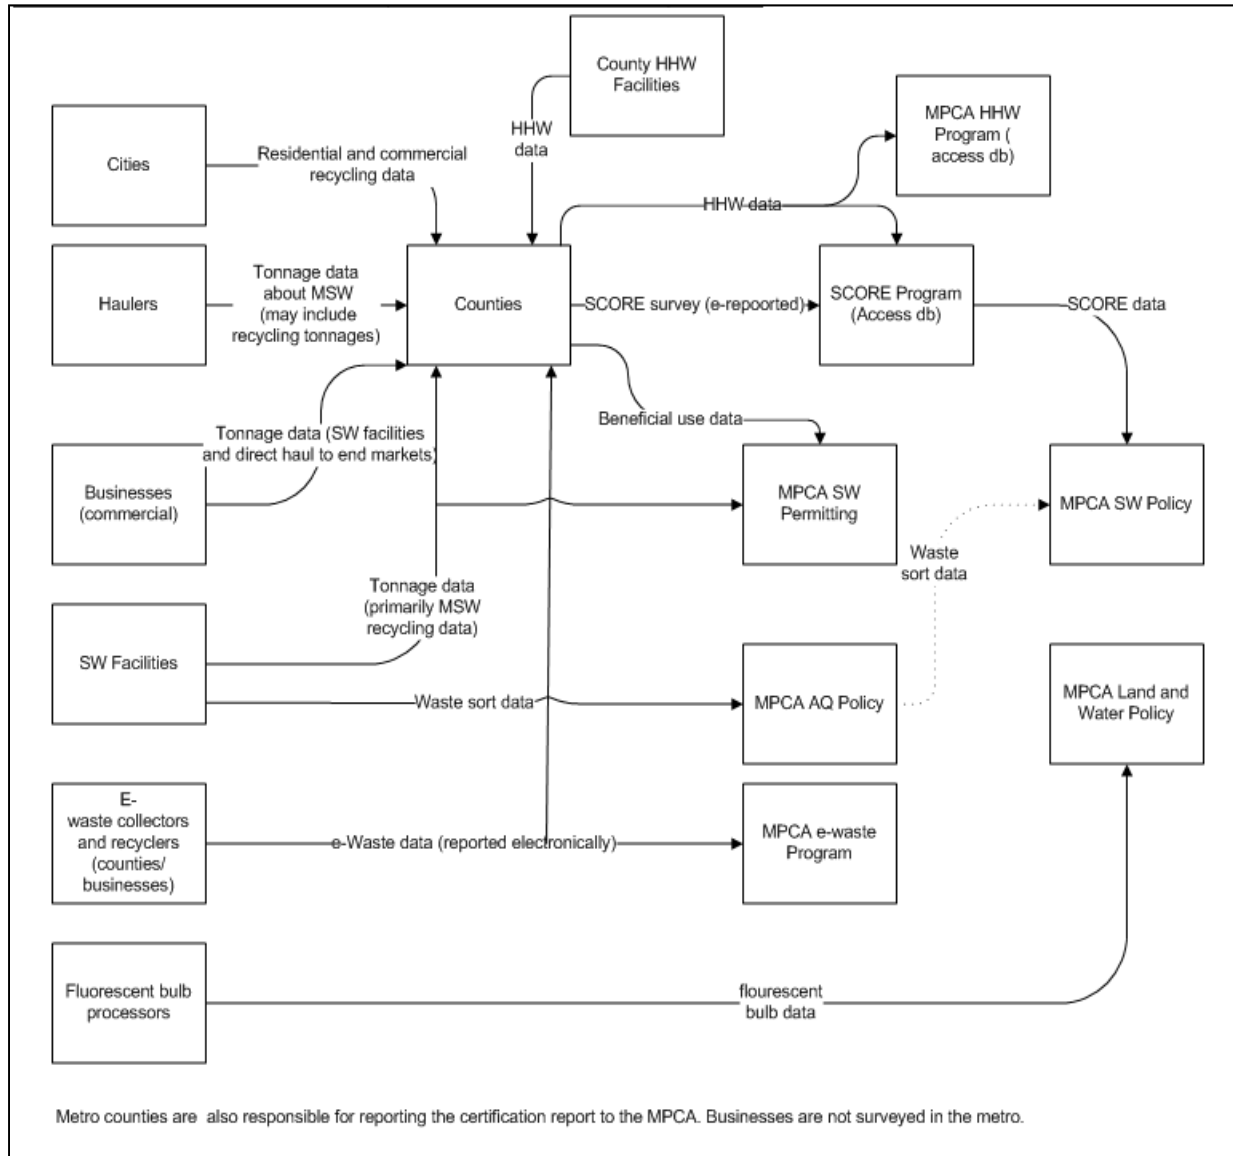 County HHW
Facilities
MPCA HHW
Program (
access db)
Cities
Residential and commercial
recycling data
HHW
data
HHW data
Haulers
Tonnage data
about MSW
(may include
recycling tonnages)
Counties
SCORE survey (e-repoorted)
SCORE Program
(Access db)
SCORE data
Beneficial use data
Tonnage data (SW facilities
and direct haul to end markets)
Businesses
(commercial)
MPCA SW
Permitting
MPCA SW Policy
Waste
sort data
Tonnage data
(primarily MSW
recycling data)
SW Facilities
Waste sort data
MPCA AQ Policy
MPCA Land and
Water Policy
E-
waste collectors
and recyclers
(counties/
businesses)
e-Waste data (reported electronically)
MPCA e-waste
Program
Fluorescent bulb
processors
flourescent
bulb data
Metro counties are also responsible for reporting the certification report to the MPCA. Businesses are not surveyed in the metro.